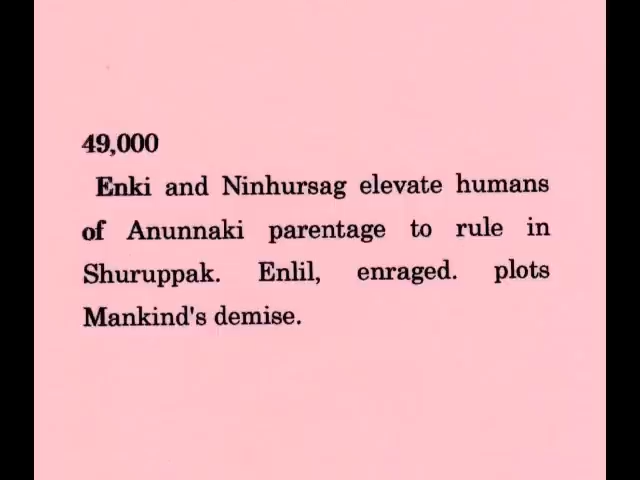 49,000
Enki and Ninhursag elevate humans
of Anunnaki parentage to rule in
Shuruppak. Enlil, enraged. plots
Mankind's demise.